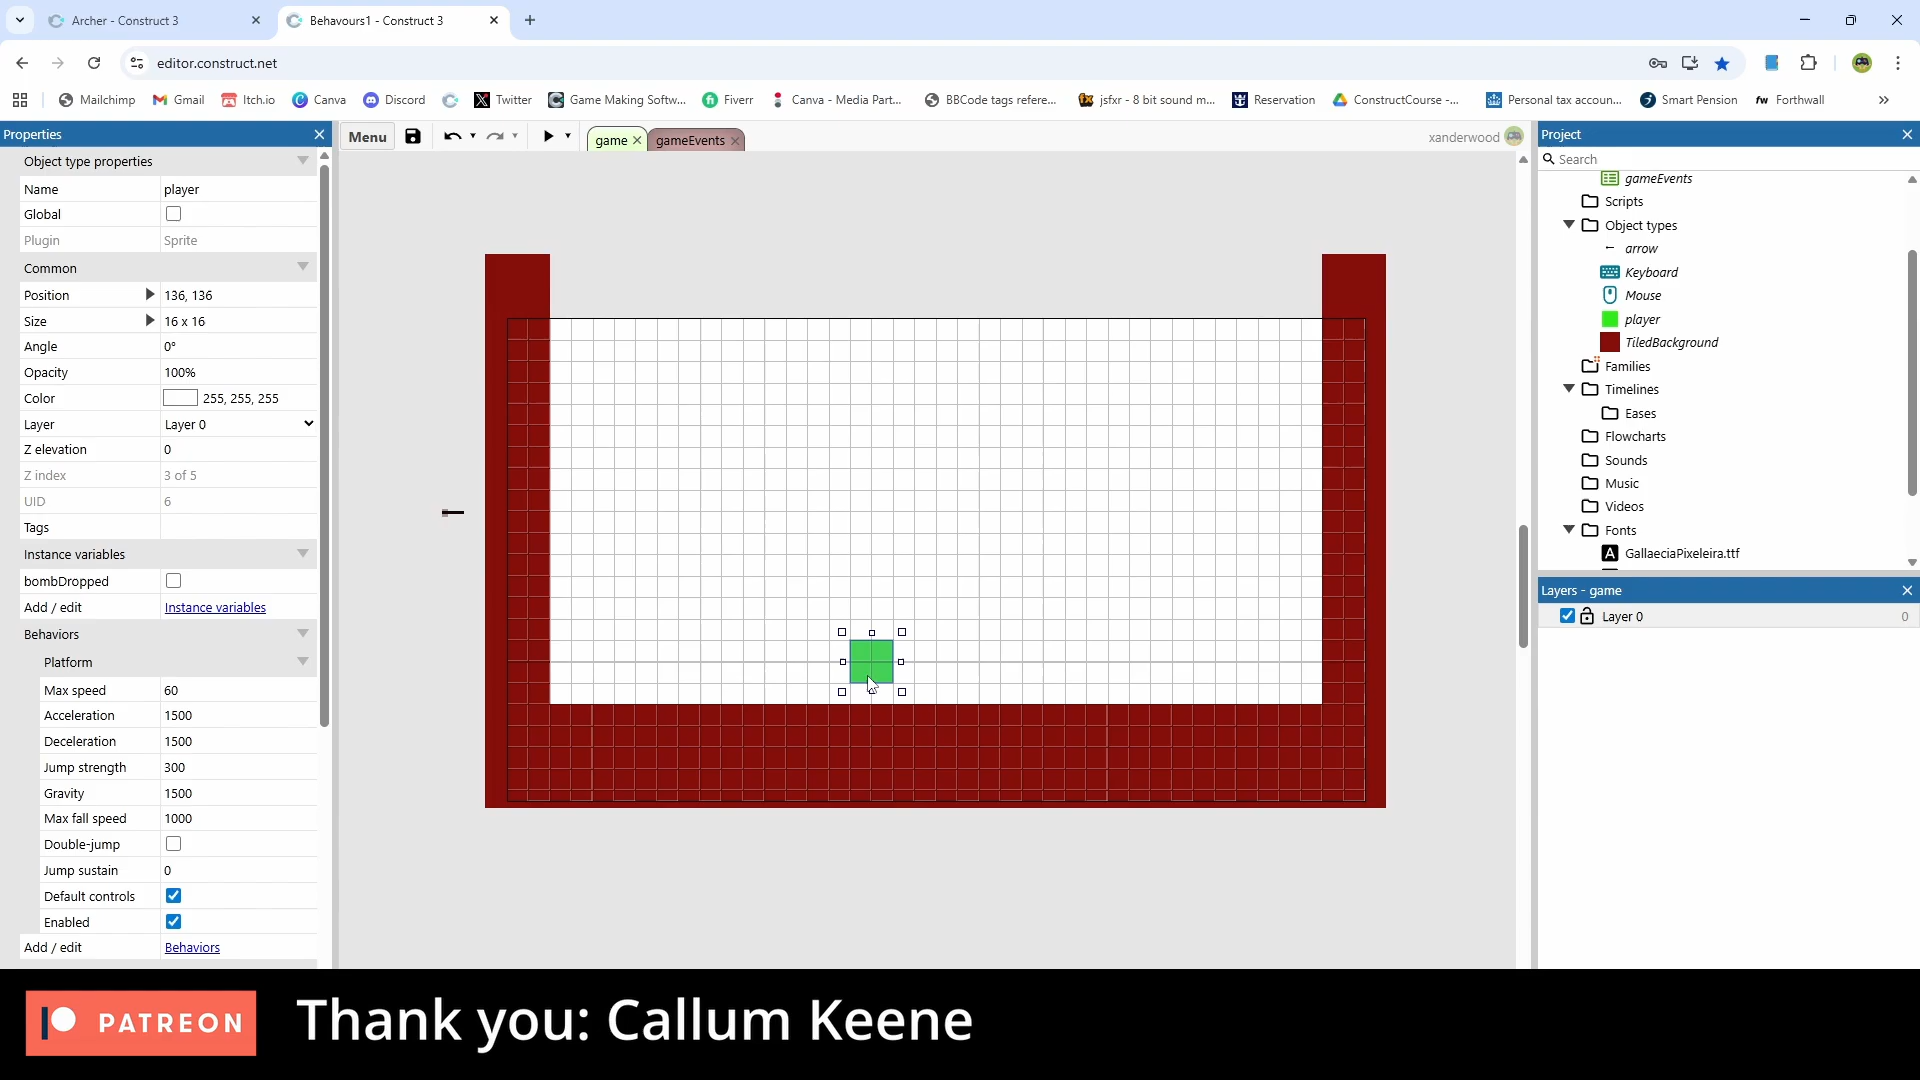 Archer - Construct 3
Behavours1 - Construct 3
editor.construct.net
Mailchimp
Gmail
Itch.io
Canva
Discord
Twitter
Game Making Softw...
Fiverr
Canva - Media Part...
BBCode tags refere...
jsfxr - 8 bit sound m...
Reservation
ConstructCourse -...
Personal tax accoun...
Smart Pension
fw Forthwall
Properties
Menu
game
gameEvents
xanderwood
Project
Object type properties
Name player
Global
Plugin Sprite
Common
Position 136, 136
Size 16 x 16
Angle 0°
Opacity 100%
Color 255, 255, 255
Layer Layer 0
Z elevation 0
Z index 3 of 5
UID 6
Tags
Instance variables
bombDropped
Add / edit Instance variables
Behaviors
Platform
Max speed 60
Acceleration 1500
Deceleration 1500
Jump strength 300
Gravity 1500
Max fall speed 1000
Double-jump
Jump sustain 0
Default controls
Enabled
Add / edit Behaviors
Search
gameEvents
Scripts
Object types
arrow
Keyboard
Mouse
player
TiledBackground
Families
Timelines
Eases
Flowcharts
Sounds
Music
Videos
Fonts
GallaeciaPixeleira.ttf
Layers - game
Layer 0 0
PATREON
Thank you: Callum Keene